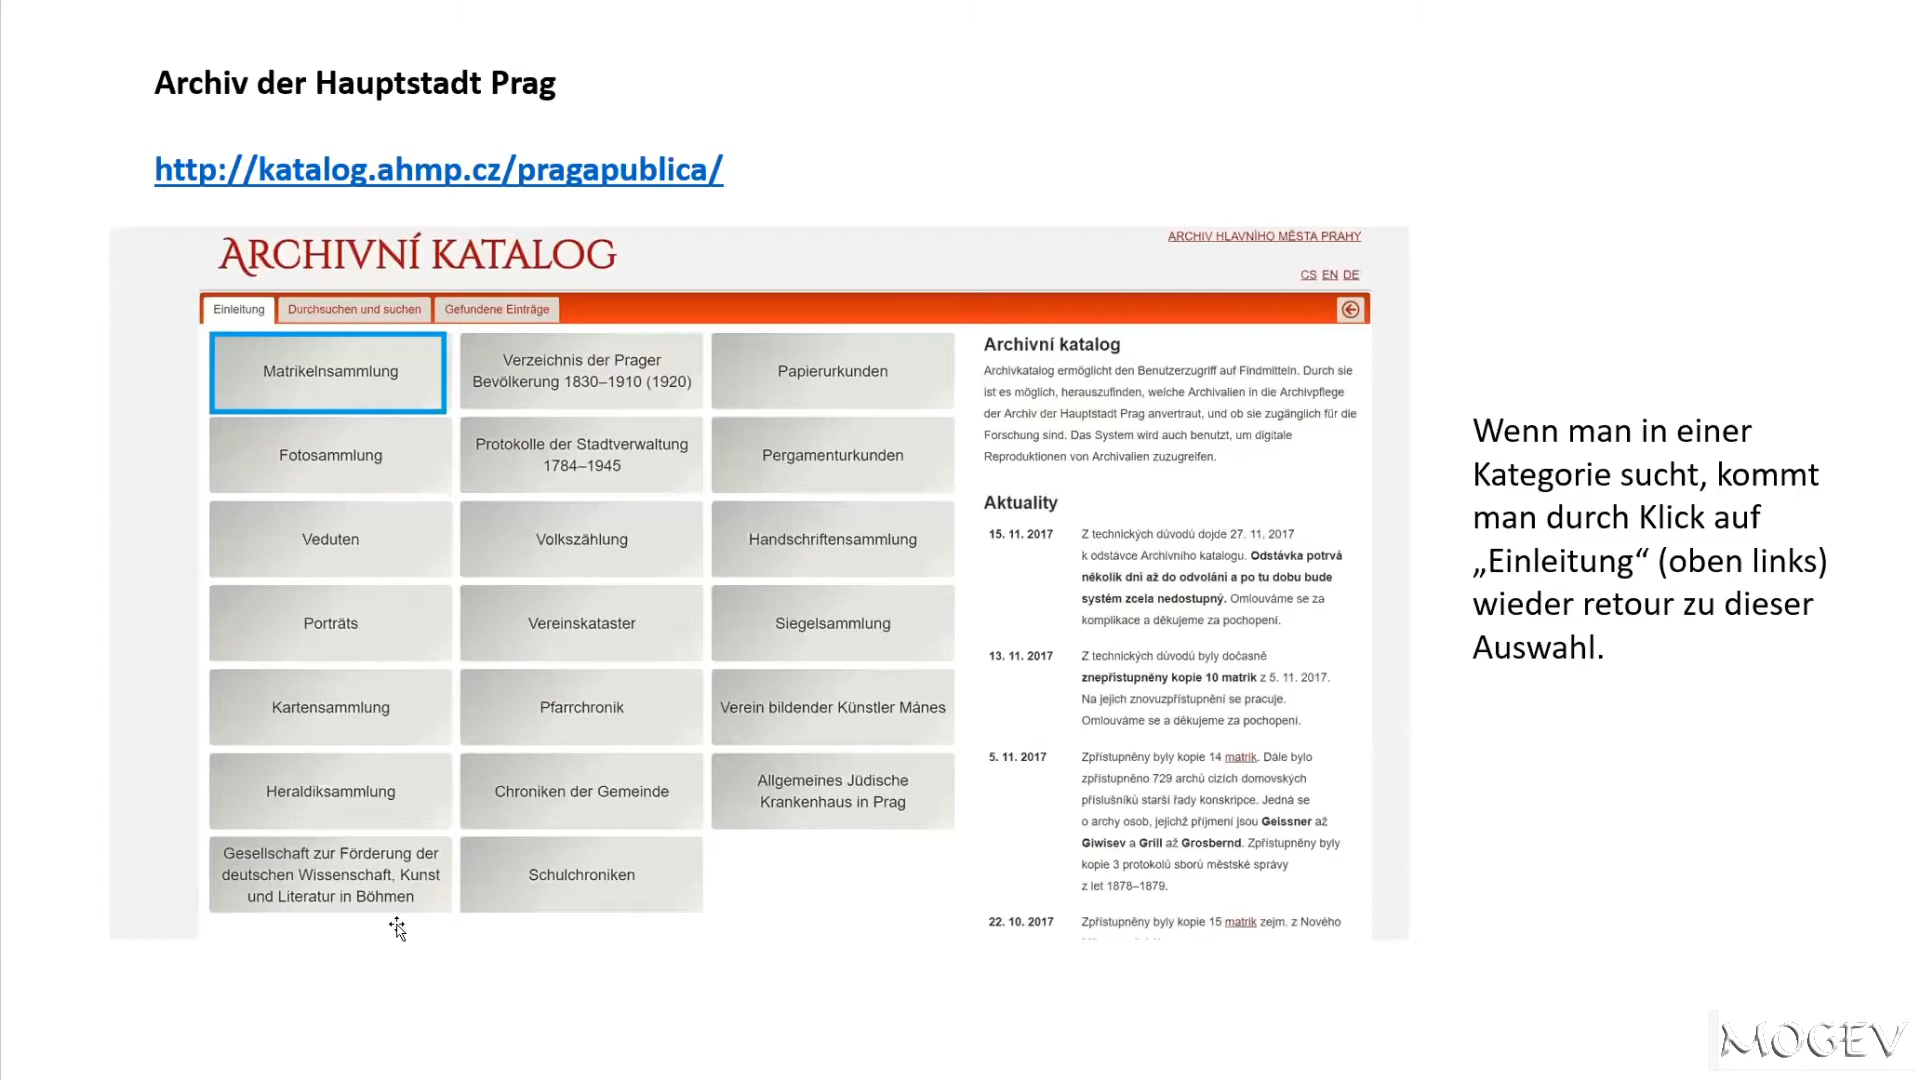 Archiv der Hauptstadt Prag
http://katalog.ahmp.cz/pragapublica/
ARCHIVNÍ KATALOG
ARCHIV HLAVNÍHO MĚSTA PRAHY
CS EN DE
Einleitung
Durchsuchen und suchen
Gefundene Einträge
Matrikelnsammlung
Verzeichnis der Prager
Bevölkerung 1830–1910 (1920)
Papierurkunden
Fotosammlung
Protokolle der Stadtverwaltung
1784–1945
Pergamenturkunden
Veduten
Volkszählung
Handschriftensammlung
Porträts
Vereinskataster
Siegelsammlung
Kartensammlung
Pfarrchronik
Verein bildender Künstler Mánes
Heraldiksammlung
Chroniken der Gemeinde
Allgemeines Jüdische
Krankenhaus in Prag
Gesellschaft zur Förderung der
deutschen Wissenschaft, Kunst
und Literatur in Böhmen
Schulchroniken
Archivní katalog
Archivkatalog ermöglicht den Benutzerzugriff auf Findmitteln. Durch sie
ist es möglich, herauszufinden, welche Archivalien in die Archivpflege
der Archiv der Hauptstadt Prag anvertraut, und ob sie zugänglich für die
Forschung sind. Das System wird auch benutzt, um digitale
Reproduktionen von Archivalien zuzugreifen.
Aktuality
15. 11. 2017 Z technických důvodů dojde 27. 11. 2017
k odstávce Archivního katalogu. Odstávka potrvá
několik dní až do odvolání a po tu dobu bude
systém zcela nedostupný. Omlouváme se za
komplikace a děkujeme za pochopení.
13. 11. 2017 Z technických důvodů byly dočasně
znepřístupněny kopie 10 matrik z 5. 11. 2017.
Na jejich znovuzpřístupnění se pracuje.
Omlouváme se a děkujeme za pochopení.
5. 11. 2017 Zpřístupněny byly kopie 14 matrik. Dále bylo
zpřístupněno 729 archů cizích domovských
příslušníků starší řady konskripce. Jedná se
o archy osob, jejichž příjmení jsou Geissner až
Giwisev a Grill až Grosbernd. Zpřístupněny byly
kopie 3 protokolů sborů městské správy
z let 1878–1879.
22. 10. 2017 Zpřístupněny byly kopie 15 matrik zejm. z Nového
Wenn man in einer
Kategorie sucht, kommt
man durch Klick auf
„Einleitung“ (oben links)
wieder retour zu dieser
Auswahl.
MOGEV